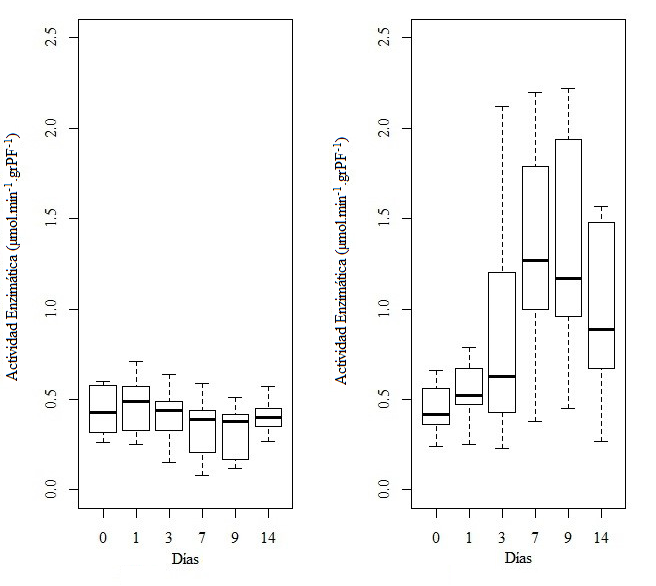 Actividad Enzimática (µmol.min-1.grPF-1)
2.5
2.0
1.5
1.0
0.5
0.0
0 1 3 7 9 14
Días
Actividad Enzimática (µmol.min-1.grPF-1)
2.5
2.0
1.5
1.0
0.5
0.0
0 1 3 7 9 14
Días